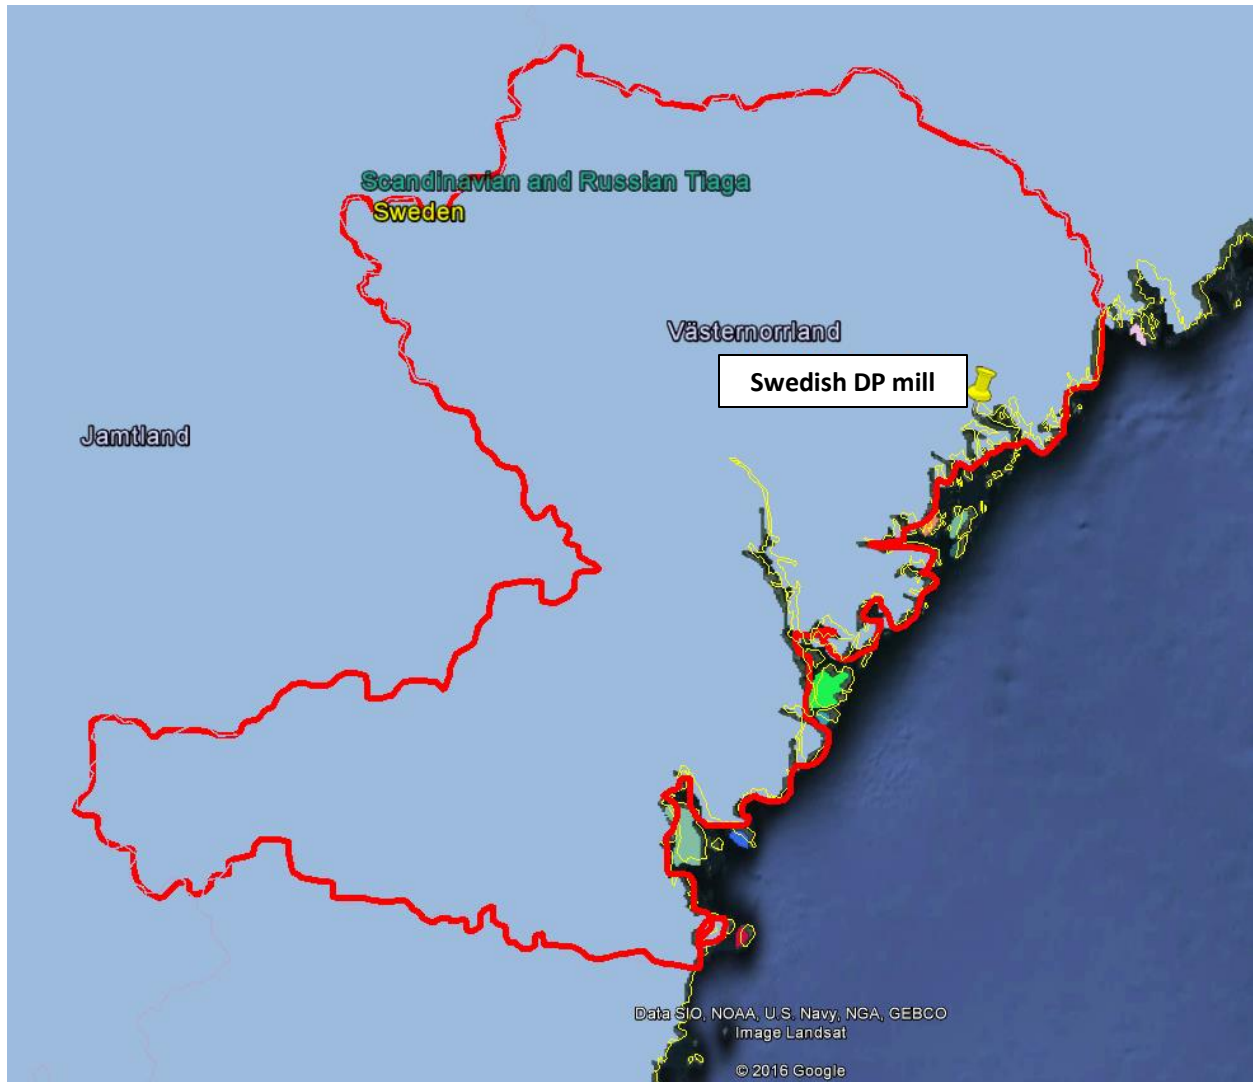 Scandinavian and Russian Tiaga
Sweden
Västernorrland
Swedish DP mill
Jamtland
Data SIO, NOAA, U.S. Navy, NGA, GEBCO
Image Landsat
© 2016 Google